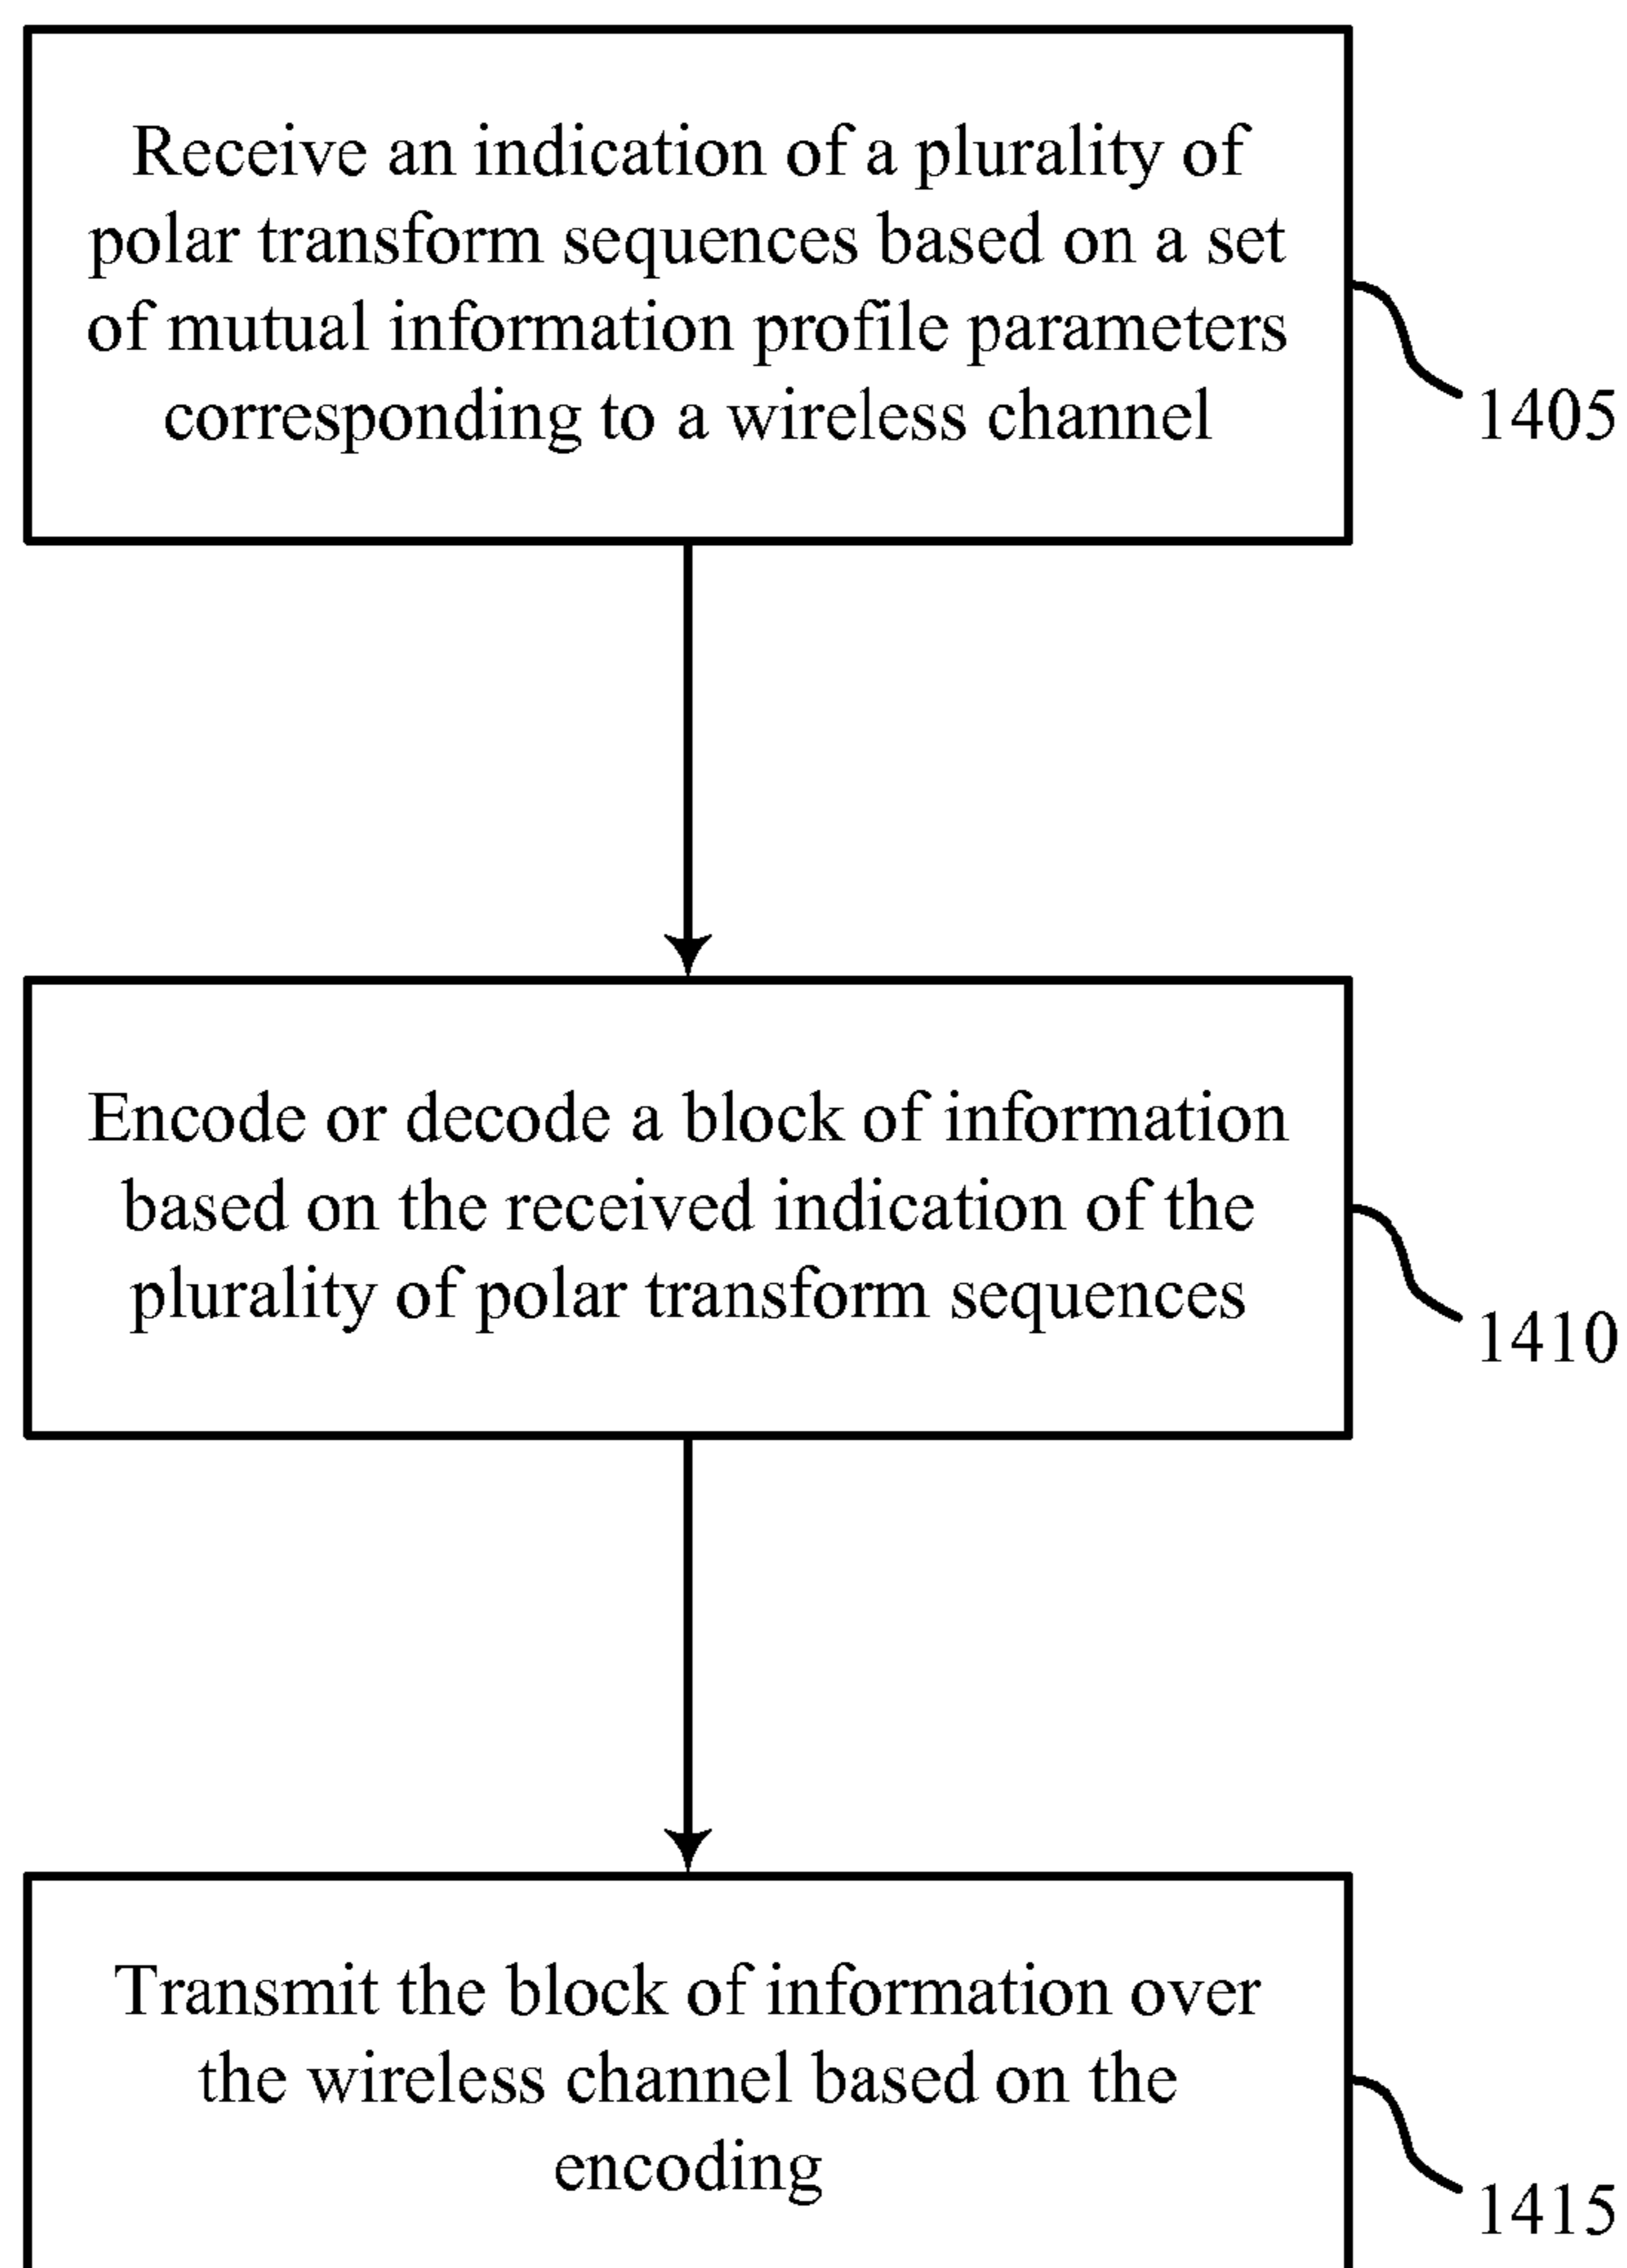 Receive an indication of a plurality of
polar transform sequences based on a set
of mutual information profile parameters
corresponding to a wireless channel
1405
Encode or decode a block of information
based on the received indication of the
plurality of polar transform sequences
1410
Transmit the block of information over
the wireless channel based on the
encoding
1415